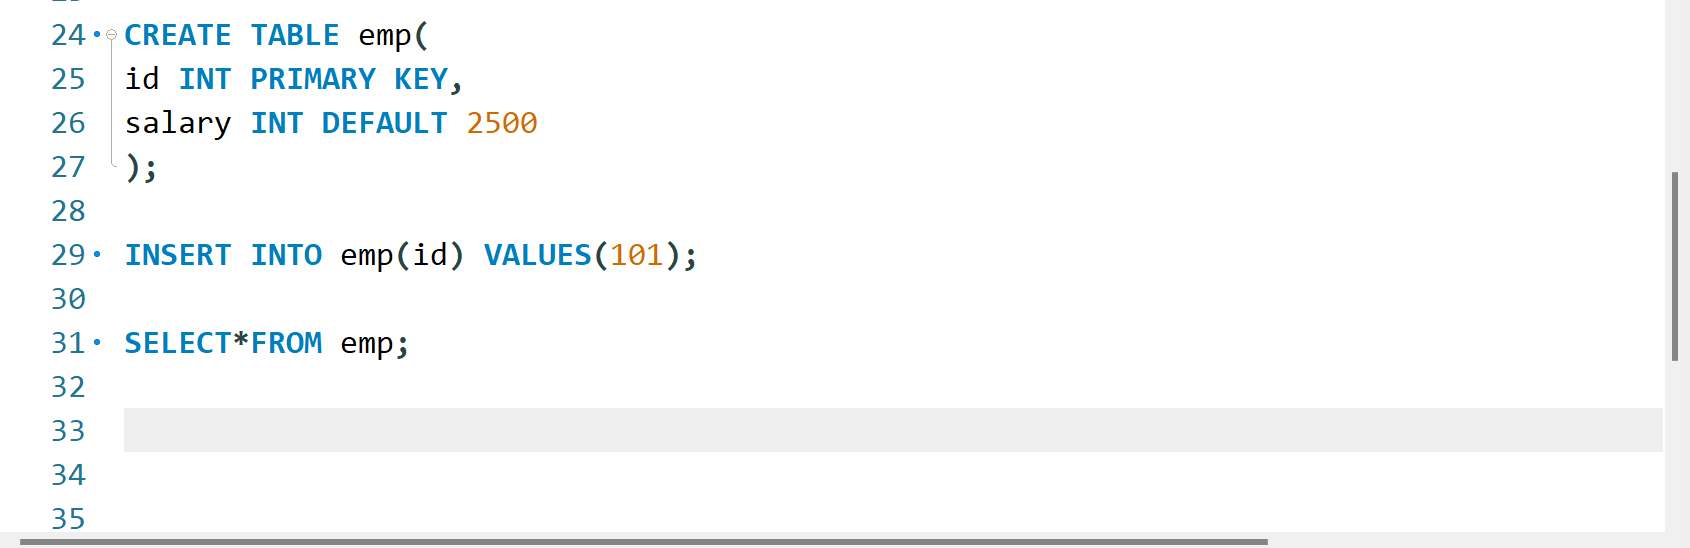 24 CREATE TABLE emp(
25 id INT PRIMARY KEY,
26 salary INT DEFAULT 2500
27 );
28
29 INSERT INTO emp(id) VALUES(101);
30
31 SELECT*FROM emp;
32
33
34
35